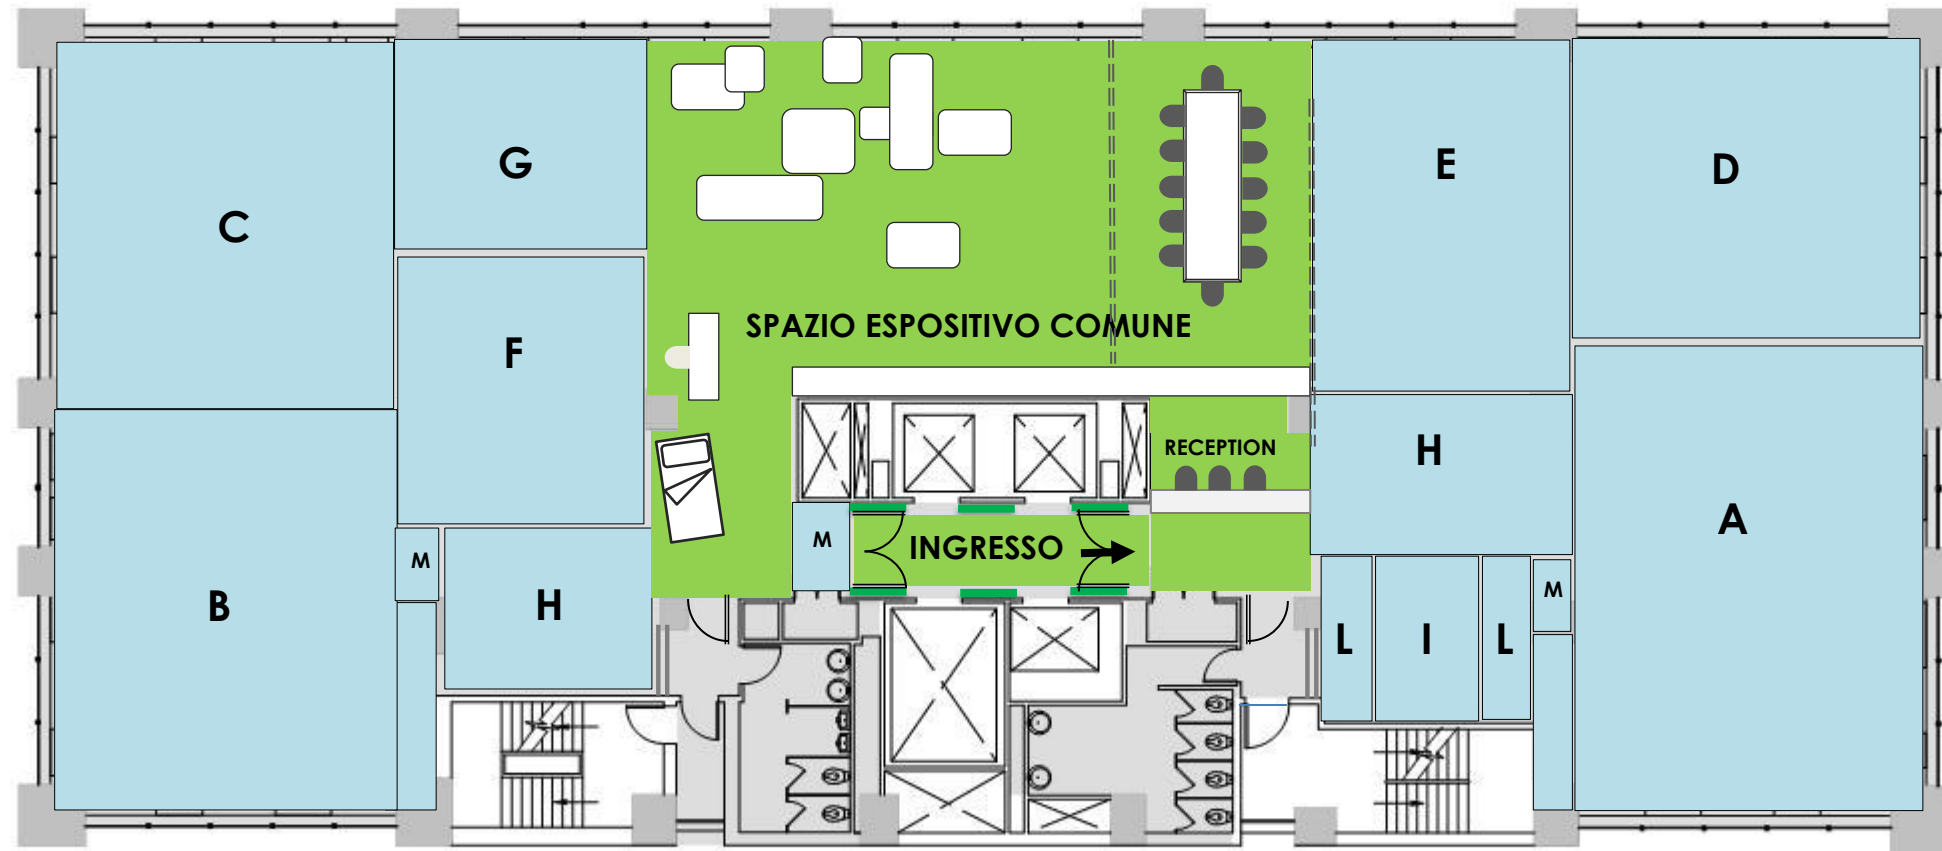 G
E
D
C
SPAZIO ESPOSITIVO COMUNE
F
RECEPTION
H
A
M
INGRESSO
M
M
B
H
L
I
L